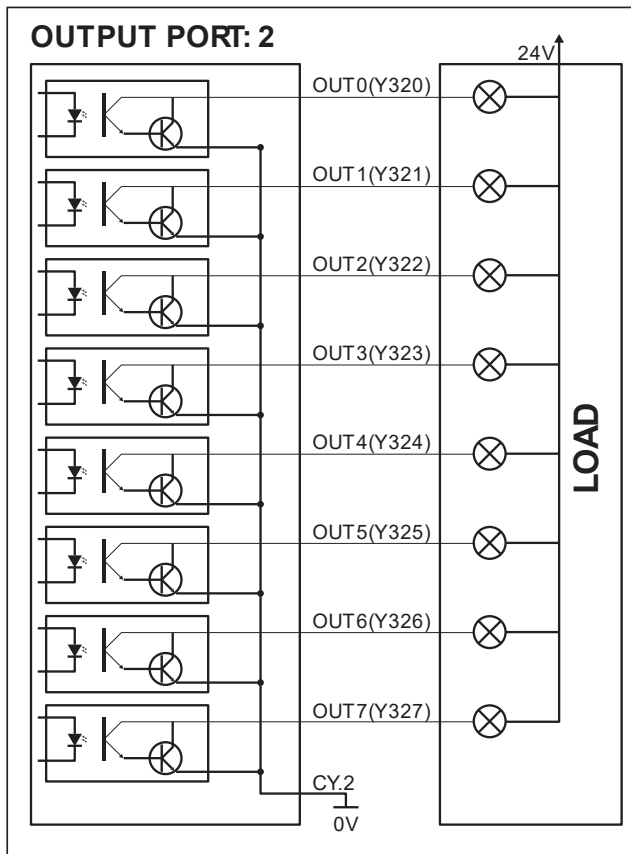 OUTPUT PORT: 2
24V
OUT0(Y320)
OUT1(Y321)
OUT2(Y322)
OUT3(Y323)
OUT4(Y324)
OUT5(Y325)
OUT6(Y326)
OUT7(Y327)
LOAD
CY.2
0V